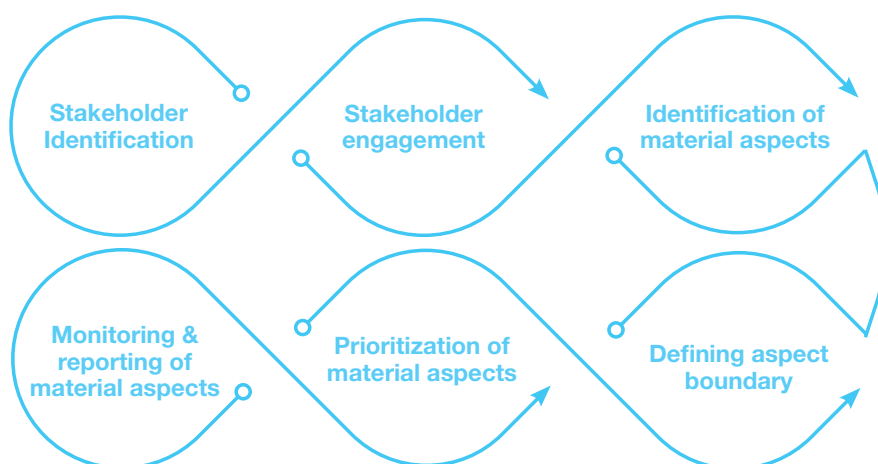 Stakeholder
Identification
Stakeholder
engagement
Identification of
material aspects
Monitoring &
reporting of
material aspects
Prioritization of
material aspects
Defining aspect
boundary